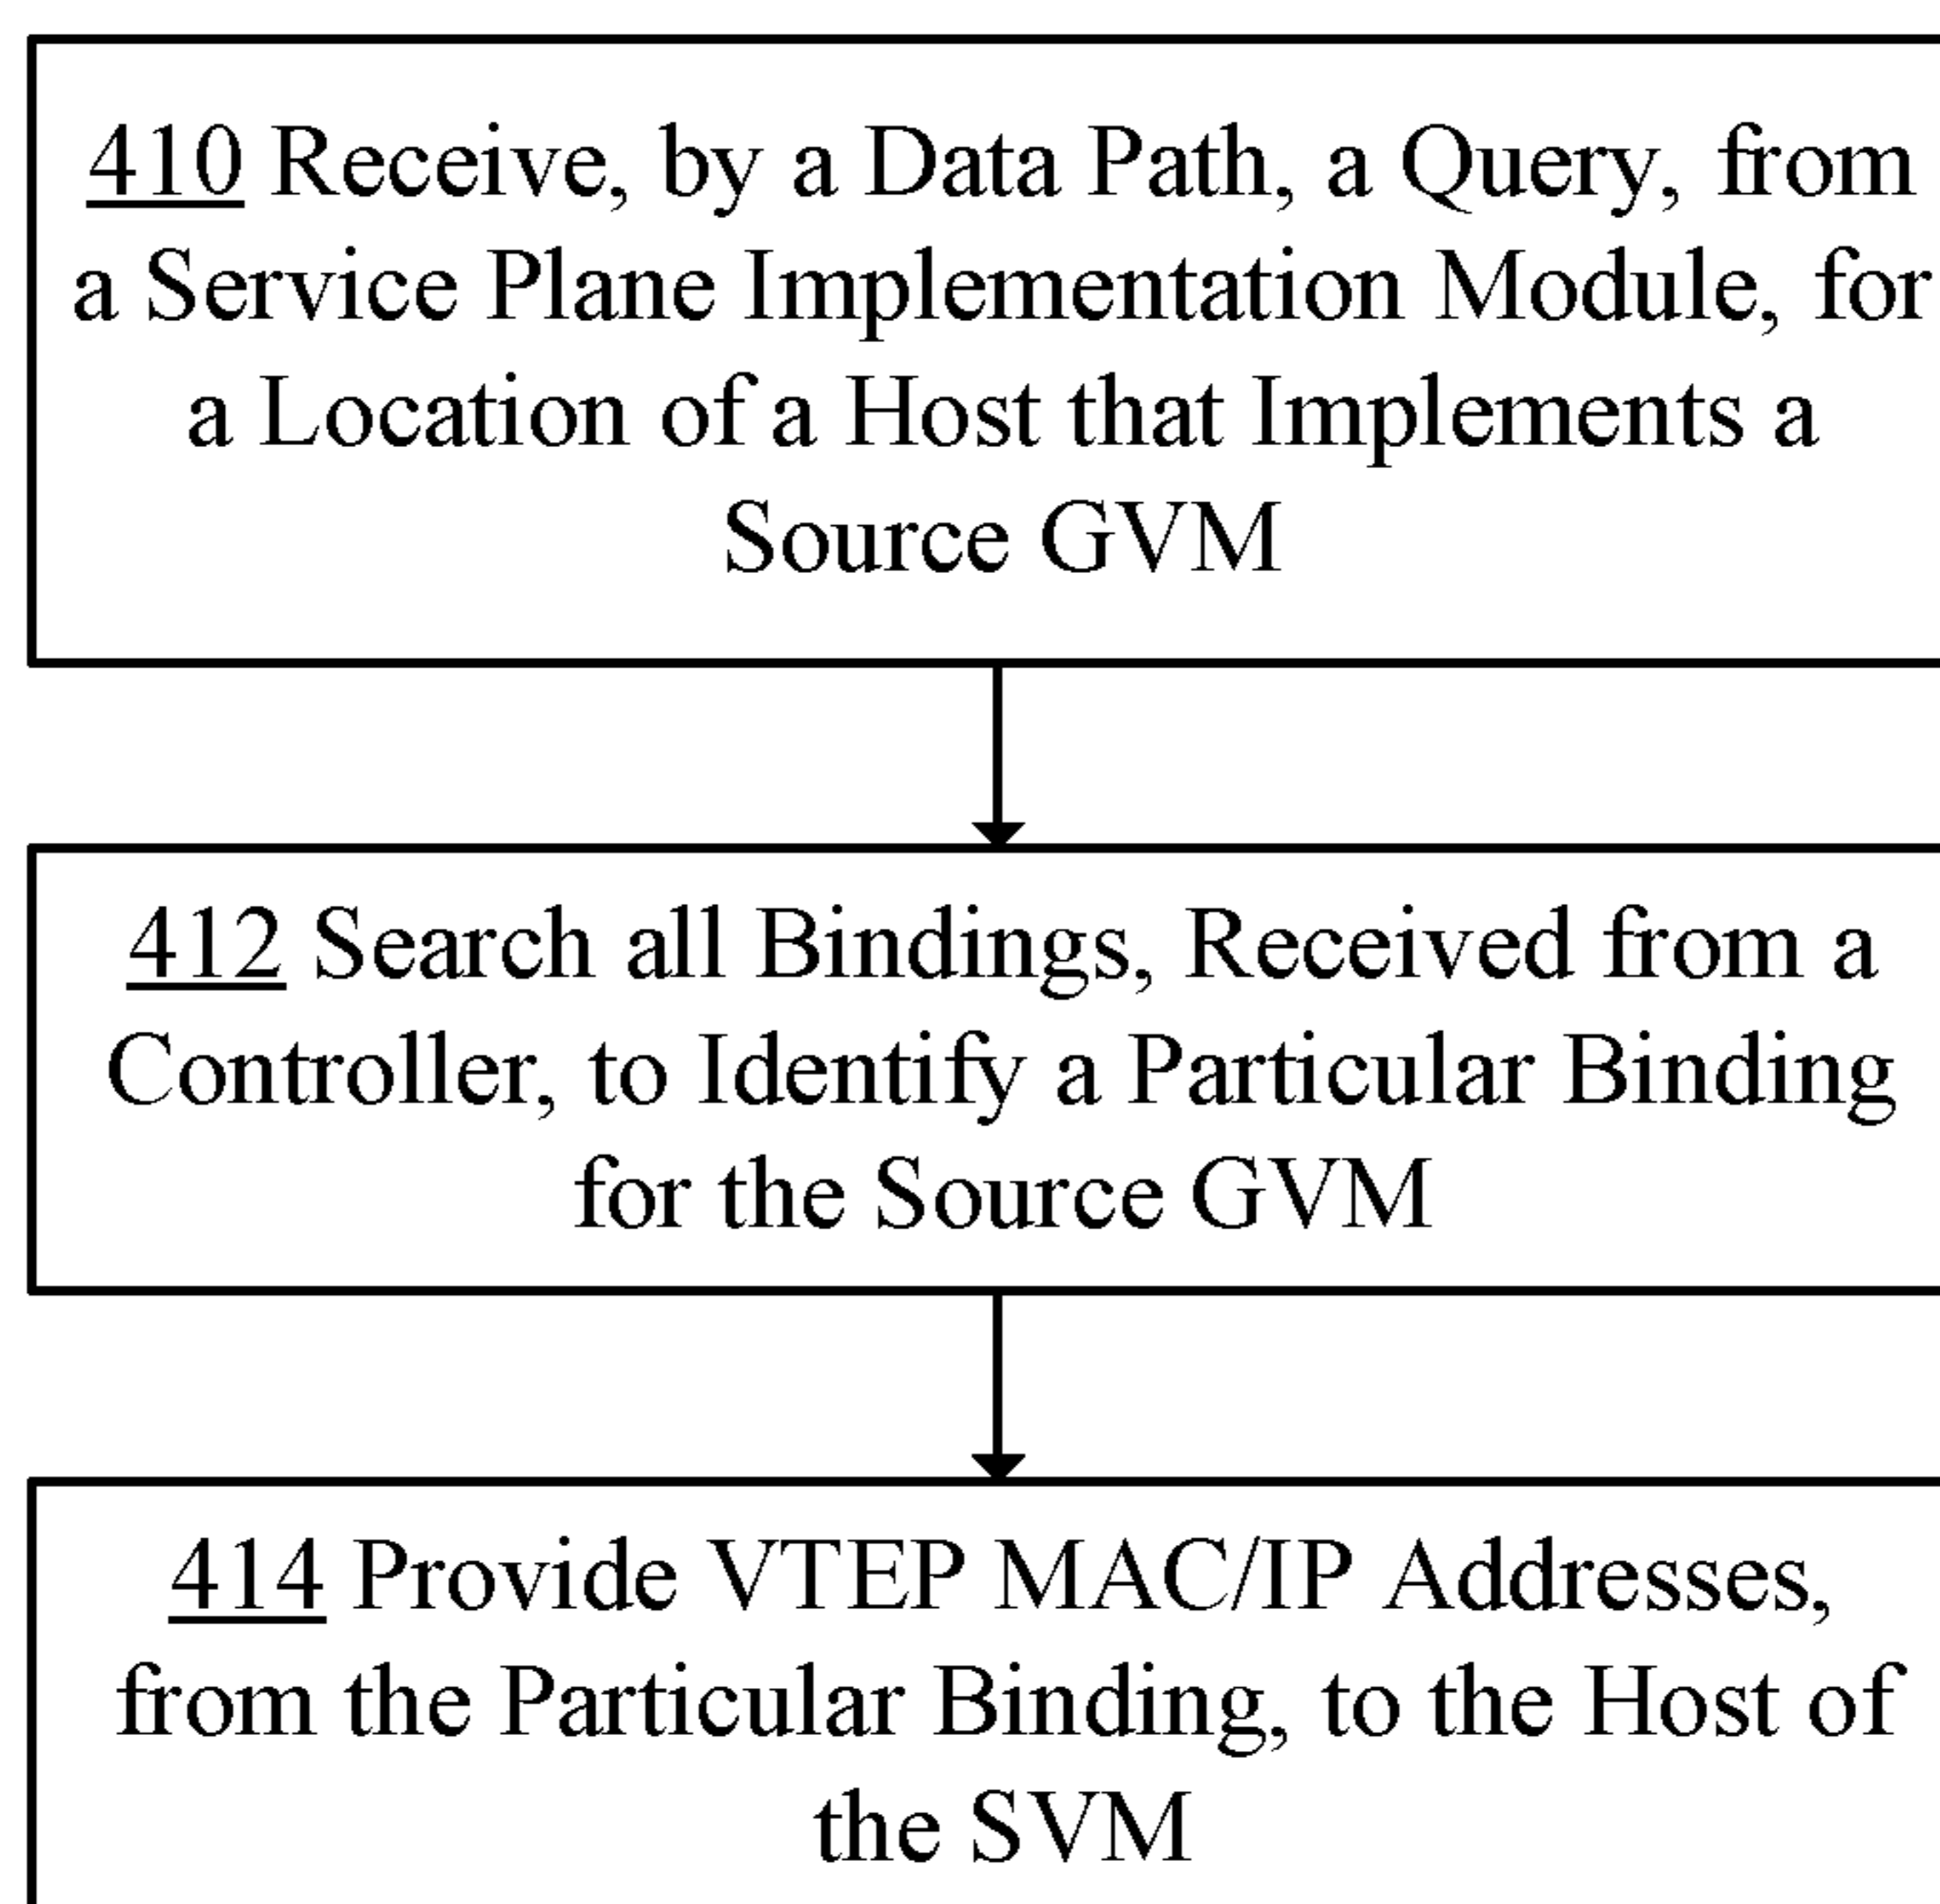 410 Receive, by a Data Path, a Query, from
a Service Plane Implementation Module, for
a Location of a Host that Implements a
Source GVM
412 Search all Bindings, Received from a
Controller, to Identify a Particular Binding
for the Source GVM
414 Provide VTEP MAC/IP Addresses,
from the Particular Binding, to the Host of
the SVM